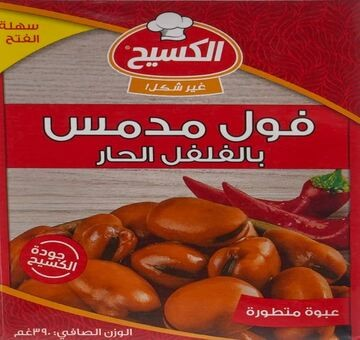 سهلة
الفتح
الكسيح
غير شكل!
فول مدمس
بالفلفل الحار
جودة
الكسيح
عبوة متطورة
الوزن الصافي: ٣٩٠غم